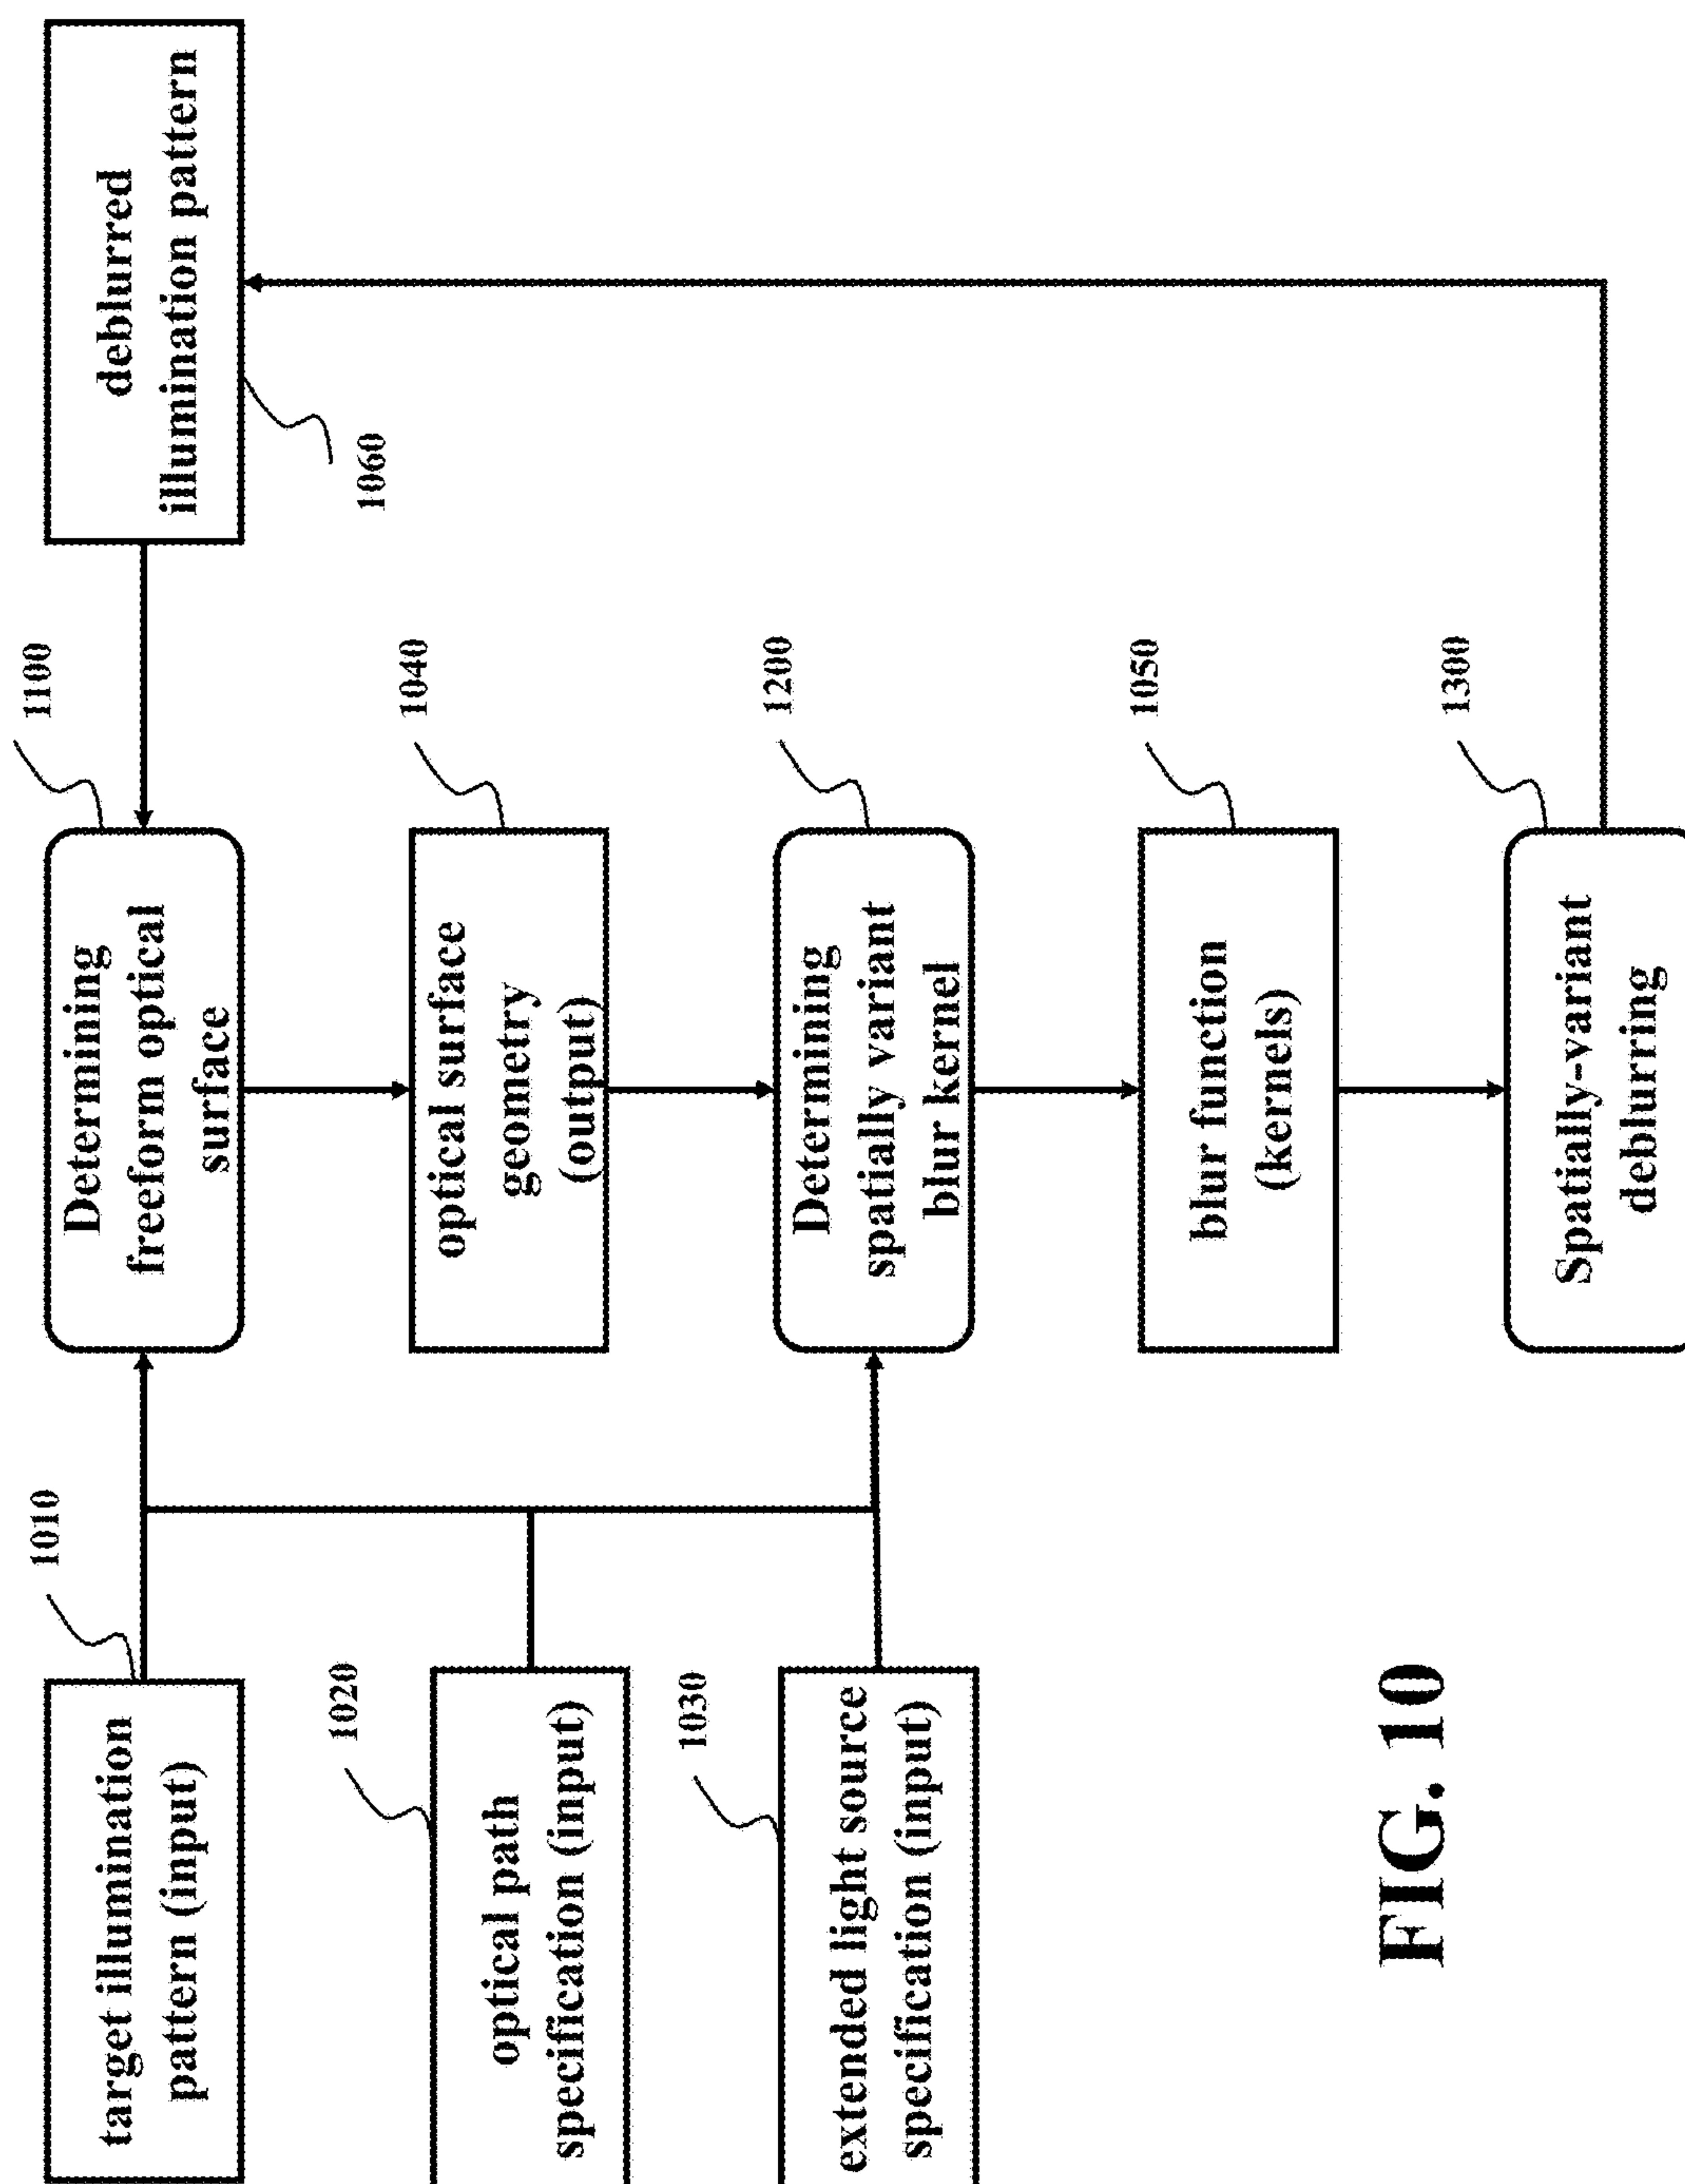 target illumination
pattern (input)
1010
optical path
specification (input)
1020
extended light source
specification (input)
1030
Determining
freeform optical
surface
1100
optical surface
geometry
(output)
1040
Determining
spatially variant
blur kernel
1200
blur function
(kernels)
1050
Spatially-variant
deblurring
1300
deblurred
illumination pattern
1060
FIG. 10